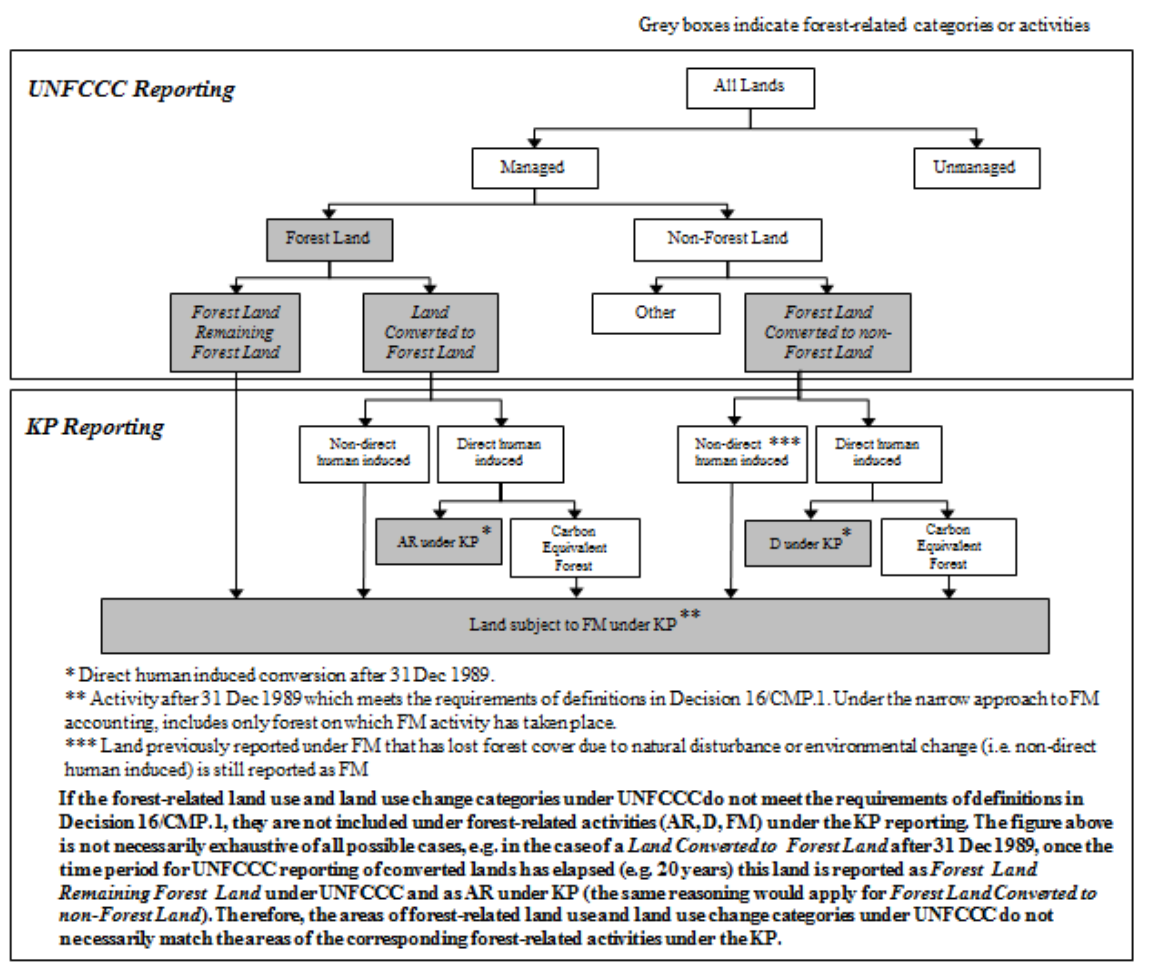 Grey boxes indicate forest-related categories or activities
UNFCCC Reporting
All Lands
Managed
Unmanaged
Forest Land
Non-Forest Land
Forest Land
Remaining
Forest Land
Land
Converted to
Forest Land
Other
Forest Land
Converted to non-
Forest Land
KP Reporting
Non-direct
human induced
Direct human
induced
Non-direct ***
human induced
Direct human
induced
AR under KP *
Carbon
Equivalent
Forest
D under KP *
Carbon
Equivalent
Forest
Land subject to FM under KP **
* Direct human induced conversion after 31 Dec 1989.
** Activity after 31 Dec 1989 which meets the requirements of definitions in Decision 16/CMP.1. Under the narrow approach to FM
accounting, includes only forest on which FM activity has taken place.
*** Land previously reported under FM that has lost forest cover due to natural disturbance or environmental change (i.e. non-direct
human induced) is still reported as FM
If the forest-related land use and land use change categories under UNFCCC do not meet the requirements of definitions in
Decision 16/CMP.1, they are not included under forest-related activities (AR, D, FM) under the KP reporting. The figure above
is not necessarily exhaustive of all possible cases, e.g. in the case of a Land Converted to Forest Land after 31 Dec 1989, once the
time period for UNFCCC reporting of converted lands has elapsed (e.g. 20 years) this land is reported as Forest Land
Remaining Forest Land under UNFCCC and as AR under KP (the same reasoning would apply for Forest Land Converted to
non-Forest Land). Therefore, the areas of forest-related land use and land use change categories under UNFCCC do not
necessarily match the areas of the corresponding forest-related activities under the KP.